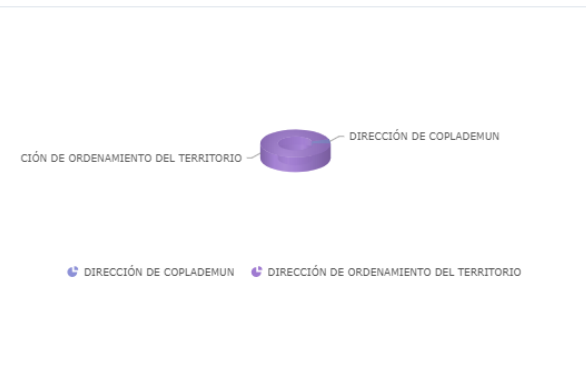 DIRECCIÓN DE COPLADEMUN
CIÓN DE ORDENAMIENTO DEL TERRITORIO
DIRECCIÓN DE COPLADEMUN DIRECCIÓN DE ORDENAMIENTO DEL TERRITORIO